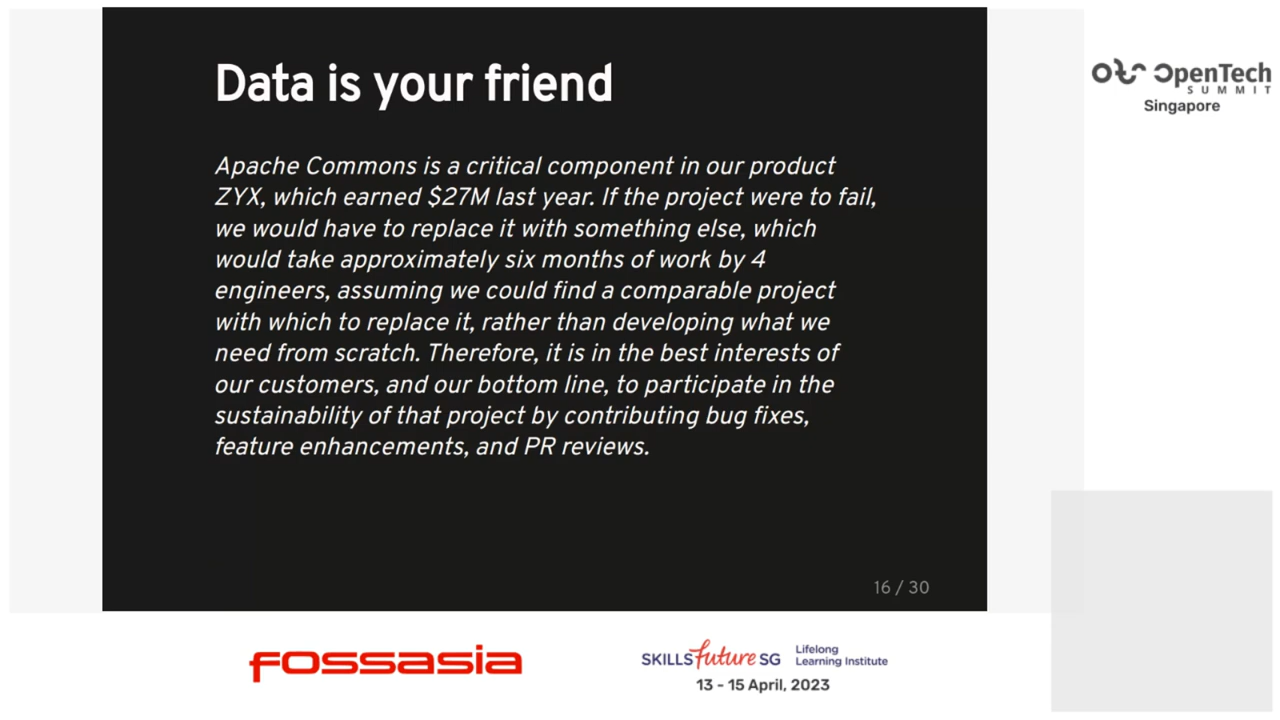 Data is your friend
Apache Commons is a critical component in our product
ZYX, which earned $27M last year. If the project were to fail,
we would have to replace it with something else, which
would take approximately six months of work by 4
engineers, assuming we could find a comparable project
with which to replace it, rather than developing what we
need from scratch. Therefore, it is in the best interests of
our customers, and our bottom line, to participate in the
sustainability of that project by contributing bug fixes,
feature enhancements, and PR reviews.
16 / 30
OpenTech
SUMMIT
Singapore
fossasia
SKILLSfuture SG
Lifelong
Learning Institute
13 - 15 April, 2023